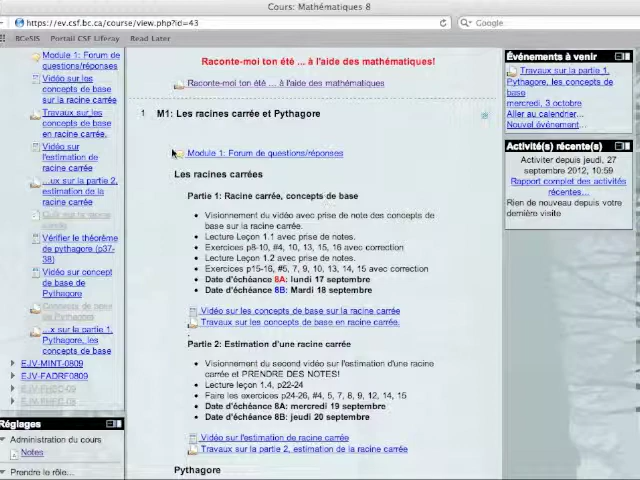 Cours: Mathématiques 8
https://ev.csf.bc.ca/course/view.php?id=43
Google
BCeSIS Portail CSF Liferay Read Later
Module 1: Forum de
questions/réponses
Vidéo sur les
concepts de base
sur la racine carrée
Travaux sur les
concepts de base
en racine carrée.
Vidéo sur
l'estimation de
racine carrée
...ux sur la partie 2,
estimation de la
racine carrée
Vérifier le théorème
de pythagore (p37-
38)
Vidéo sur concept
de base de
Pythagore
Concepts de base
de Pythagore
...x sur la partie 1,
Pythagore, les
concepts de base
EJV-MINT-0809
EJV-FADRF0809
Réglages
Administration du cours
Notes
Prendre le rôle...
Raconte-moi ton été ... à l'aide des mathématiques!
Raconte-moi ton été ... à l'aide des mathématiques
1 M1: Les racines carrée et Pythagore
Module 1: Forum de questions/réponses
Les racines carrées
Partie 1: Racine carrée, concepts de base
Visionnement du vidéo avec prise de note des concepts de
base sur la racine carrée.
Lecture Leçon 1.1 avec prise de notes.
Exercices p8-10, #4, 10, 13, 15, 16 avec correction
Lecture Leçon 1.2 avec prise de notes.
Exercices p15-16, #5, 7, 9, 10, 13, 14, 15 avec correction
Date d'échéance 8A: lundi 17 septembre
Date d'échéance 8B: Mardi 18 septembre
Vidéo sur les concepts de base sur la racine carrée
Travaux sur les concepts de base en racine carrée.
Partie 2: Estimation d'une racine carrée
Visionnement du second vidéo sur l'estimation d'une racine
carrée et PRENDRE DES NOTES!
Lecture leçon 1.4, p22-24
Faire les exercices p24-26, #4, 5, 7, 8, 9, 12, 14, 15
Date d'échéance 8A: mercredi 19 septembre
Date d'échéance 8B: jeudi 20 septembre
Vidéo sur l'estimation de racine carrée
Travaux sur la partie 2, estimation de la racine carrée
Pythagore
Événements à venir
Travaux sur la partie 1,
Pythagore, les concepts de
base
mercredi, 3 octobre
Aller au calendrier...
Nouvel événement...
Activité(s) récente(s)
Activiter depuis jeudi, 27
septembre 2012, 10:59
Rapport complet des activités
récentes...
Rien de nouveau depuis votre
dernière visite